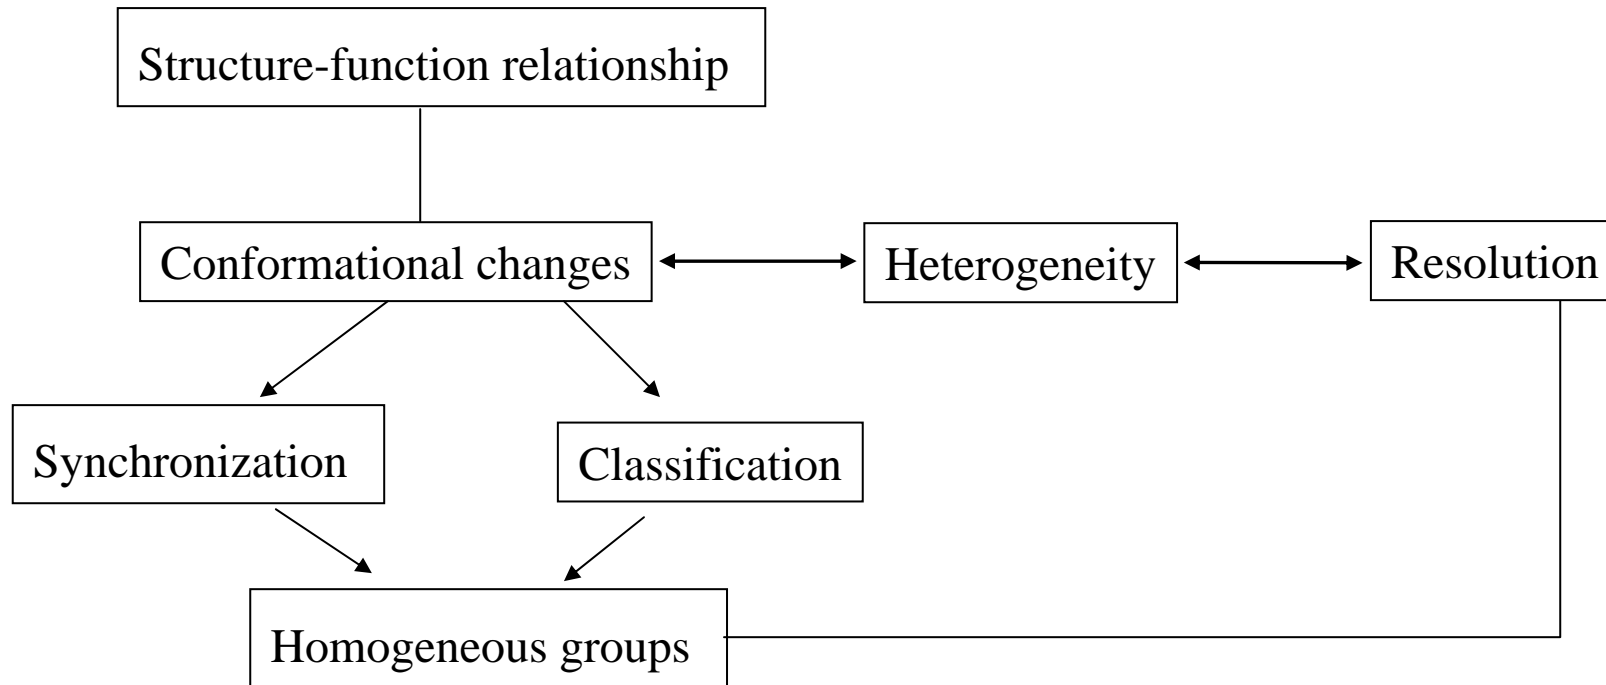 Structure-function relationship
Conformational changes
Heterogeneity
Resolution
Synchronization
Classification
Homogeneous groups